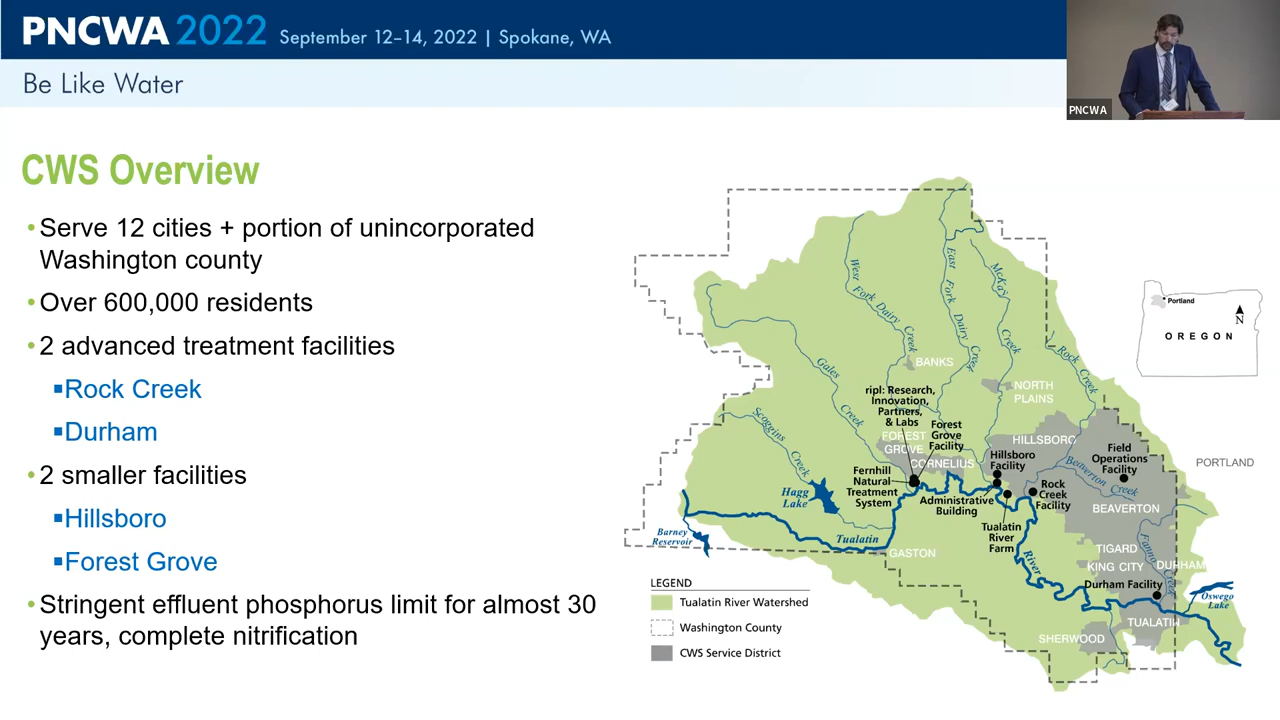 PNCWA 2022 September 12–14, 2022 | Spokane, WA
Be Like Water
PNCWA
CWS Overview
•Serve 12 cities + portion of unincorporated
Washington county
•Over 600,000 residents
•2 advanced treatment facilities
▪Rock Creek
▪Durham
•2 smaller facilities
▪Hillsboro
▪Forest Grove
•Stringent effluent phosphorus limit for almost 30
years, complete nitrification
West Fork Dairy Creek
East Fork Dairy Creek
McKay Creek
Rock Creek
Gales Creek
Scoggins Creek
BANKS
NORTH
PLAINS
ripl: Research,
Innovation,
Partners,
& Labs
FOREST
GROVE
Forest
Grove
Facility
CORNELIUS
HILLSBORO
Hillsboro
Facility
Field
Operations
Facility
Beaverton Creek
PORTLAND
Fernhill
Natural
Treatment
System
Administrative
Building
Rock
Creek
Facility
Tualatin
River
Farm
BEAVERTON
Hagg
Lake
Barney
Reservoir
Tualatin
River
GASTON
TIGARD
KING CITY
Fanno Creek
DURHAM
Durham Facility
Oswego
Lake
TUALATIN
SHERWOOD
Portland
N
OREGON
LEGEND
Tualatin River Watershed
Washington County
CWS Service District